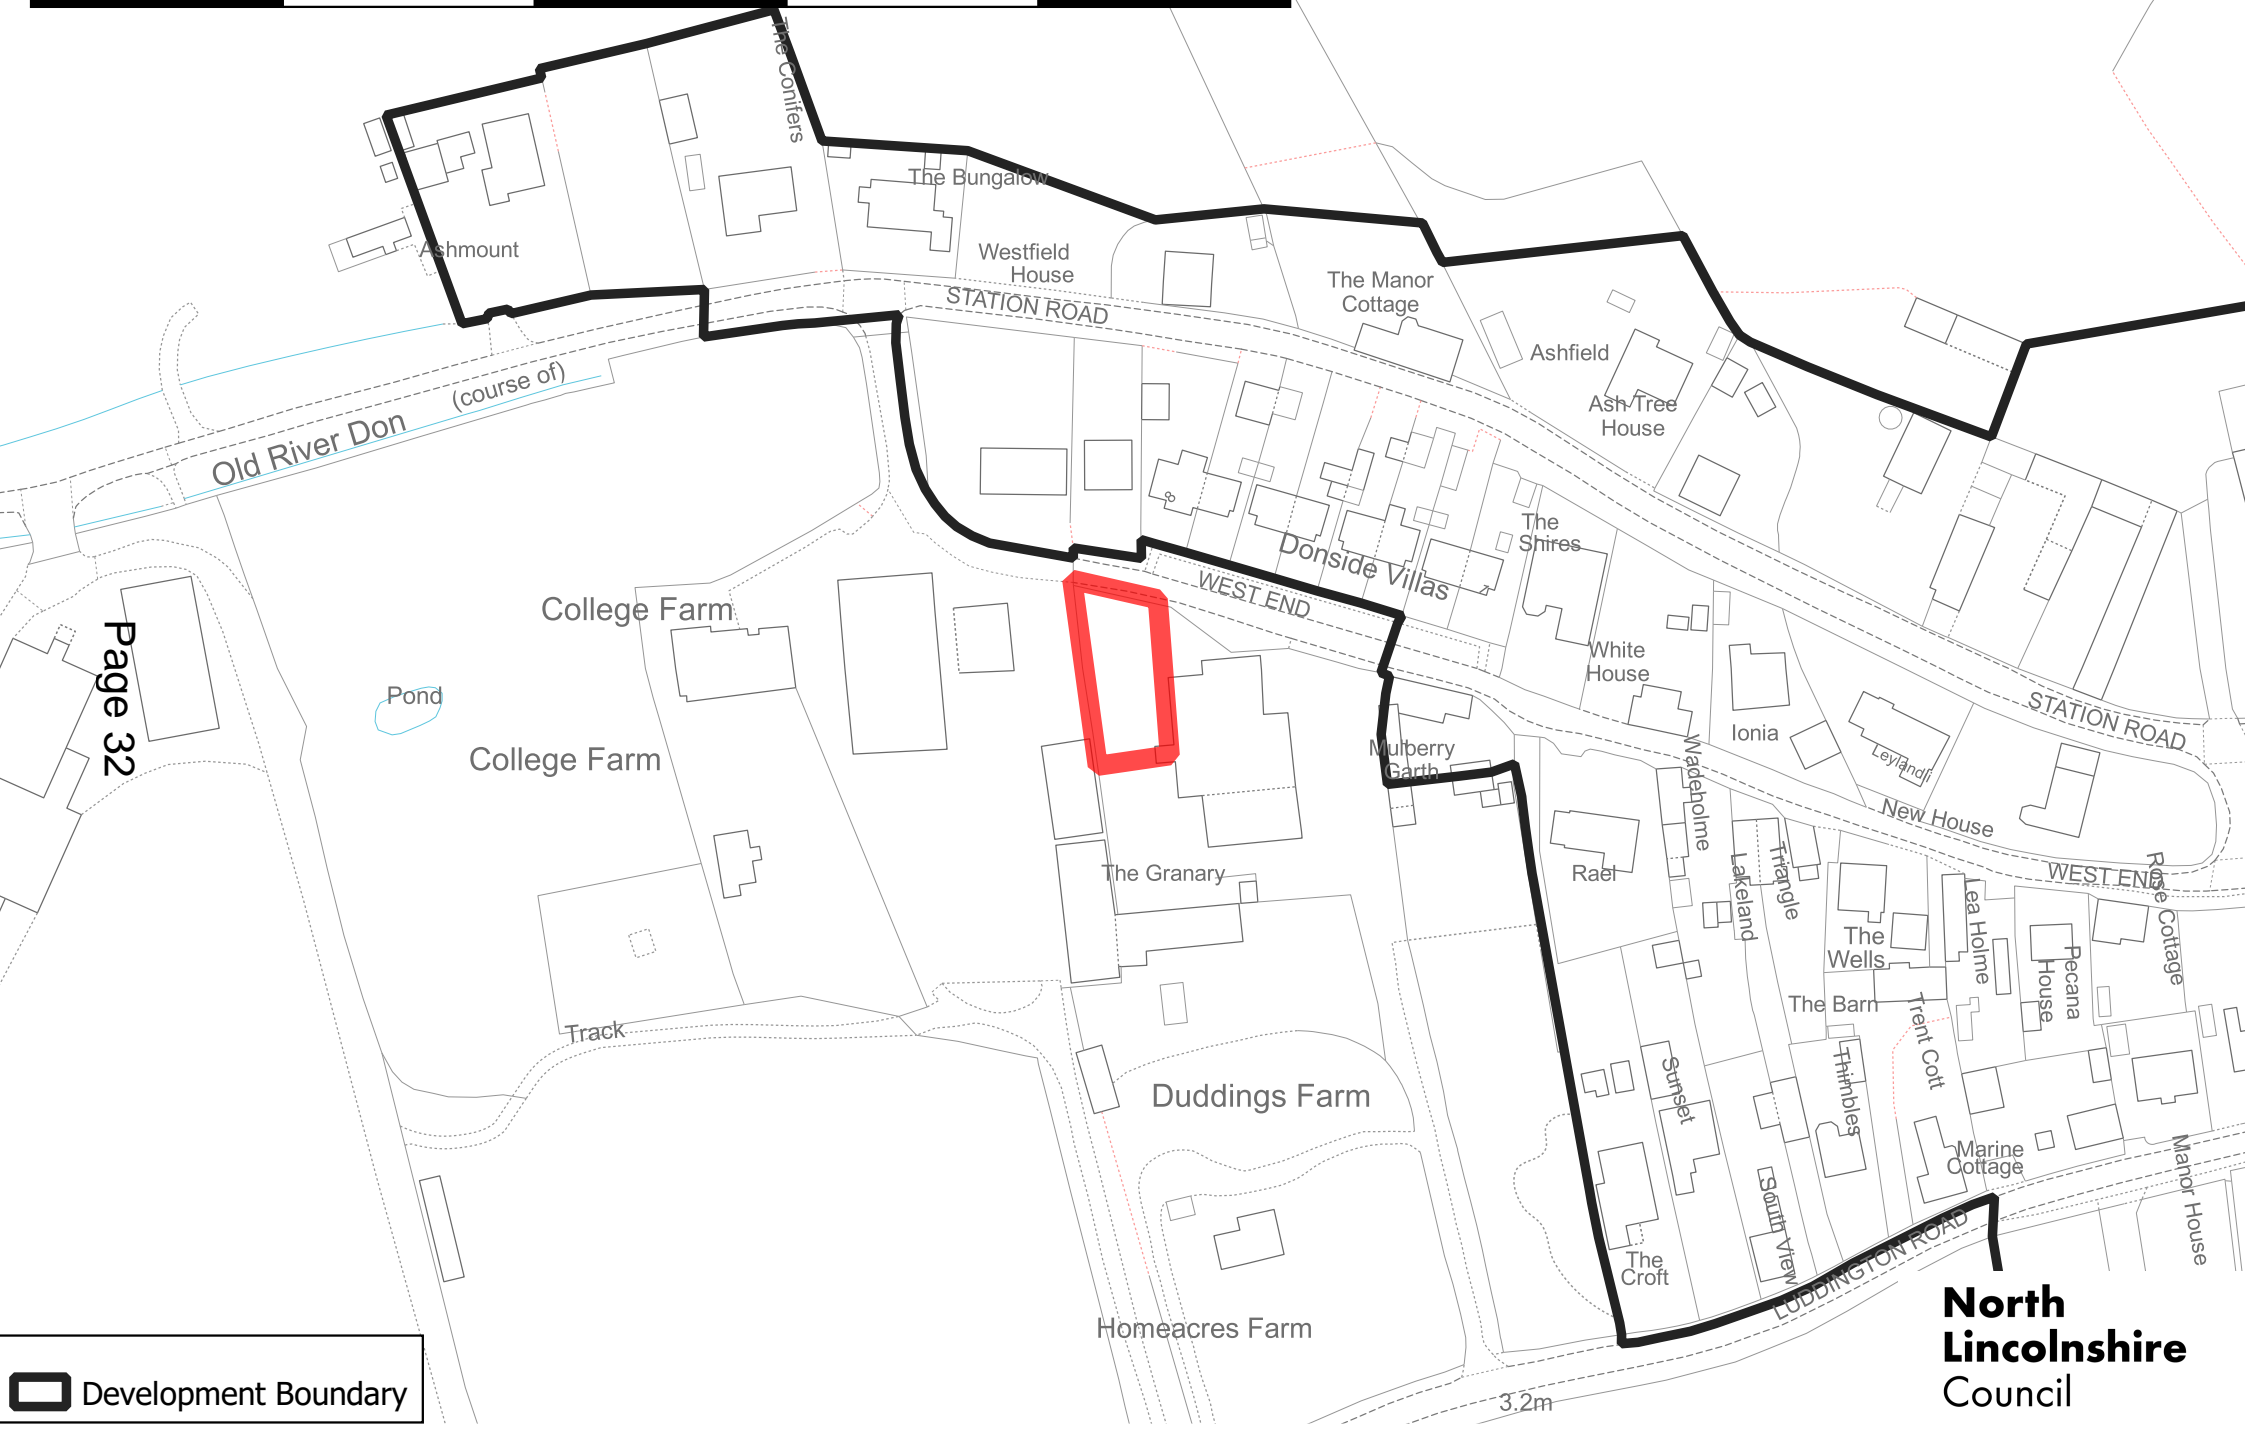 The Conifers
The Bungalow
Ashmount
Westfield
House
STATION ROAD
The Manor
Cottage
Ashfield
Ash Tree
House
(course of)
Old River Don
8
The
Shires
Donside Villas
1
WEST END
College Farm
Page 32
Pond
College Farm
White
House
Ionia
Leylandi
STATION ROAD
Mulberry
Garth
Wadeholme
New House
WEST END
Rose Cottage
Rael
Lakeland
Triangle
The Granary
The
Wells
Lea Holme
Pecana
House
The Barn
Trent Cott
Track
Duddings Farm
Sunset
Thirmbles
Marine
Cottage
Manor House
South View
The
Croft
LUDDINGTON ROAD
Homeacres Farm
3.2m
Development Boundary
North
Lincolnshire
Council